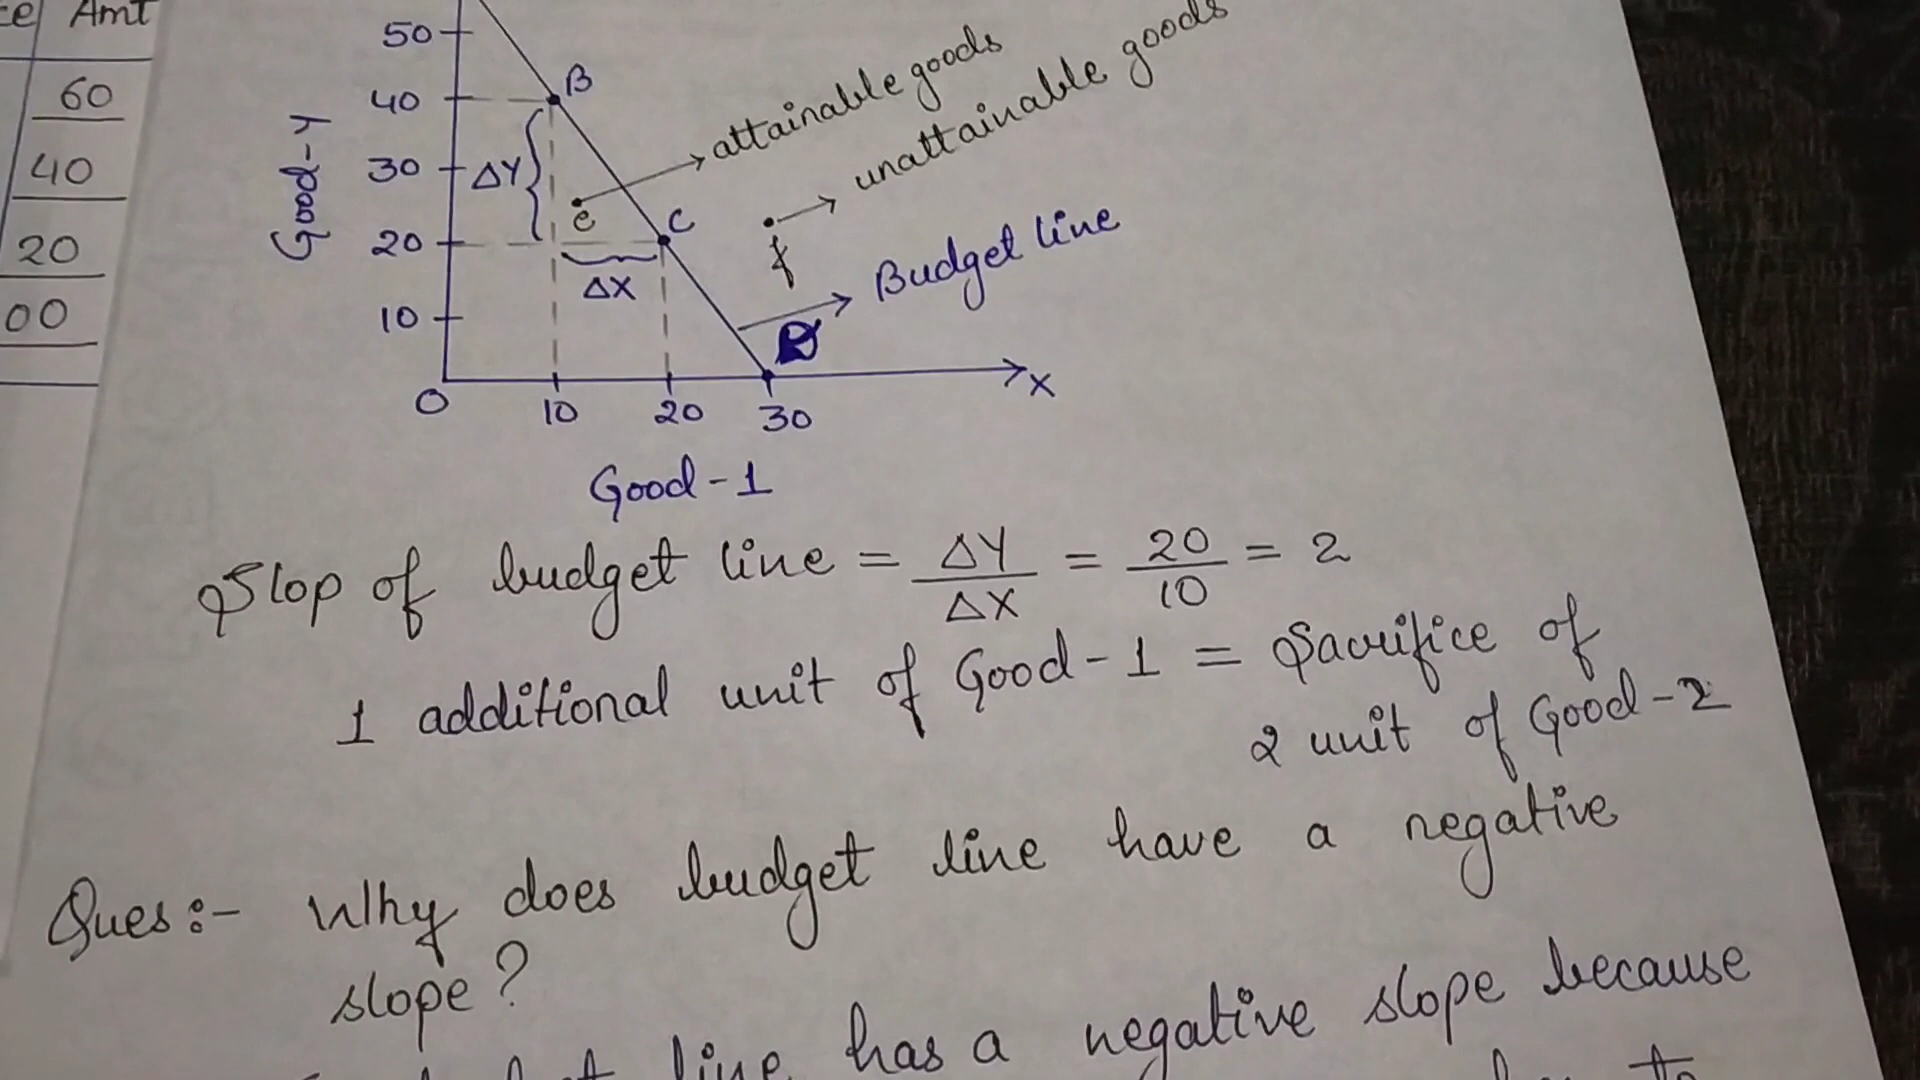 Amt
60
40
20
00
50
40
30
20
10
Good-Y
B
ΔY
e
attainable goods
unattainable goods
C
f
ΔX
Budget line
O
10
20
30
X
Good-1
Slop of budget line = ΔY/ΔX = 20/10 = 2
1 additional unit of Good-1 = Sacrifice of
2 unit of Good-2
Ques:- Why does budget line have a negative
slope?
line has a negative slope because
to